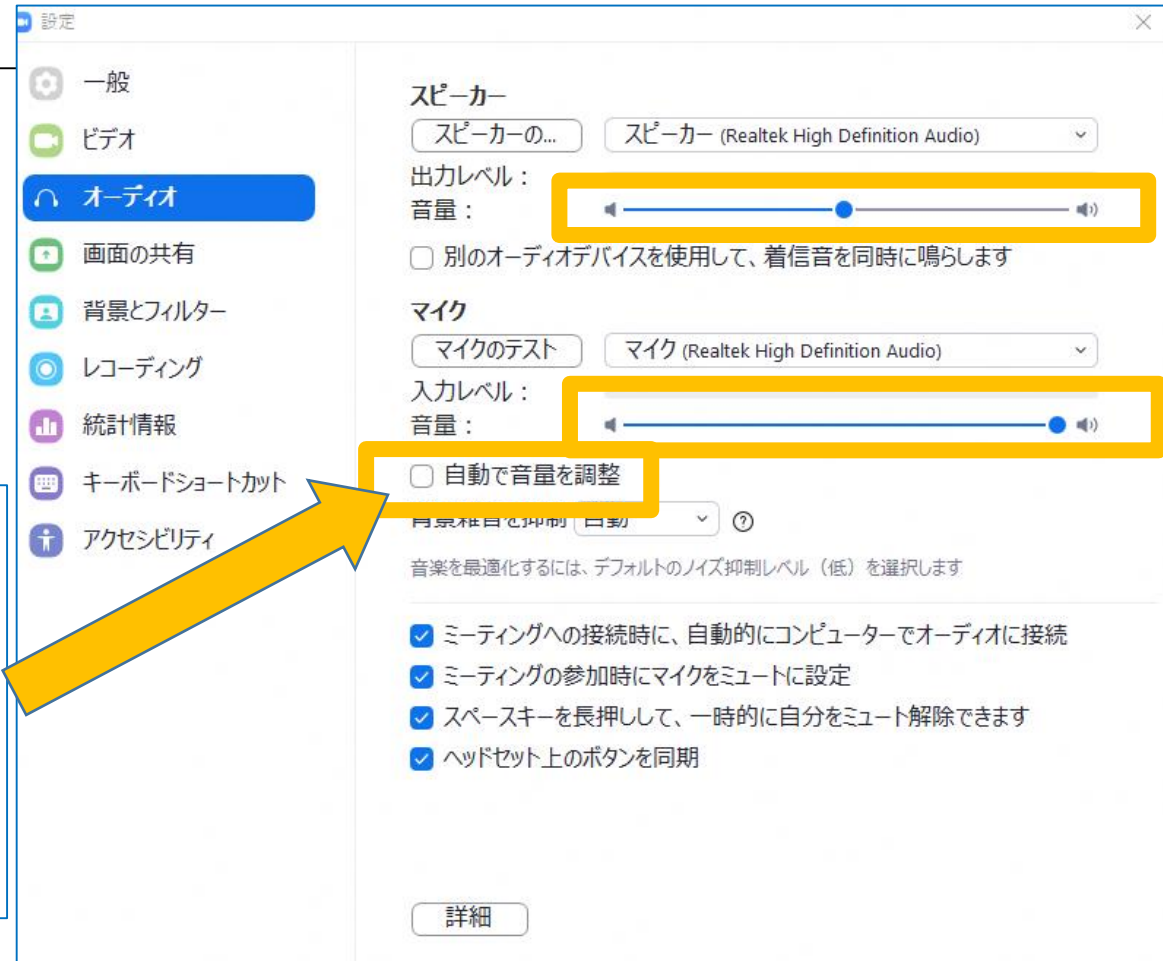 設定
一般
ビデオ
オーディオ
画面の共有
背景とフィルター
レコーディング
統計情報
キーボードショートカット
アクセシビリティ
スピーカー
スピーカーの... スピーカー (Realtek High Definition Audio)
出力レベル：
音量：
別のオーディオデバイスを使用して、着信音を同時に鳴らします
マイク
マイクのテスト マイク (Realtek High Definition Audio)
入力レベル：
音量：
自動で音量を調整
背景雑音を抑制 自動
音楽を最適化するには、デフォルトのノイズ抑制レベル（低）を選択します
ミーティングへの接続時に、自動的にコンピューターでオーディオに接続
ミーティングの参加時にマイクをミュートに設定
スペースキーを長押しして、一時的に自分をミュート解除できます
ヘッドセット上のボタンを同期
詳細